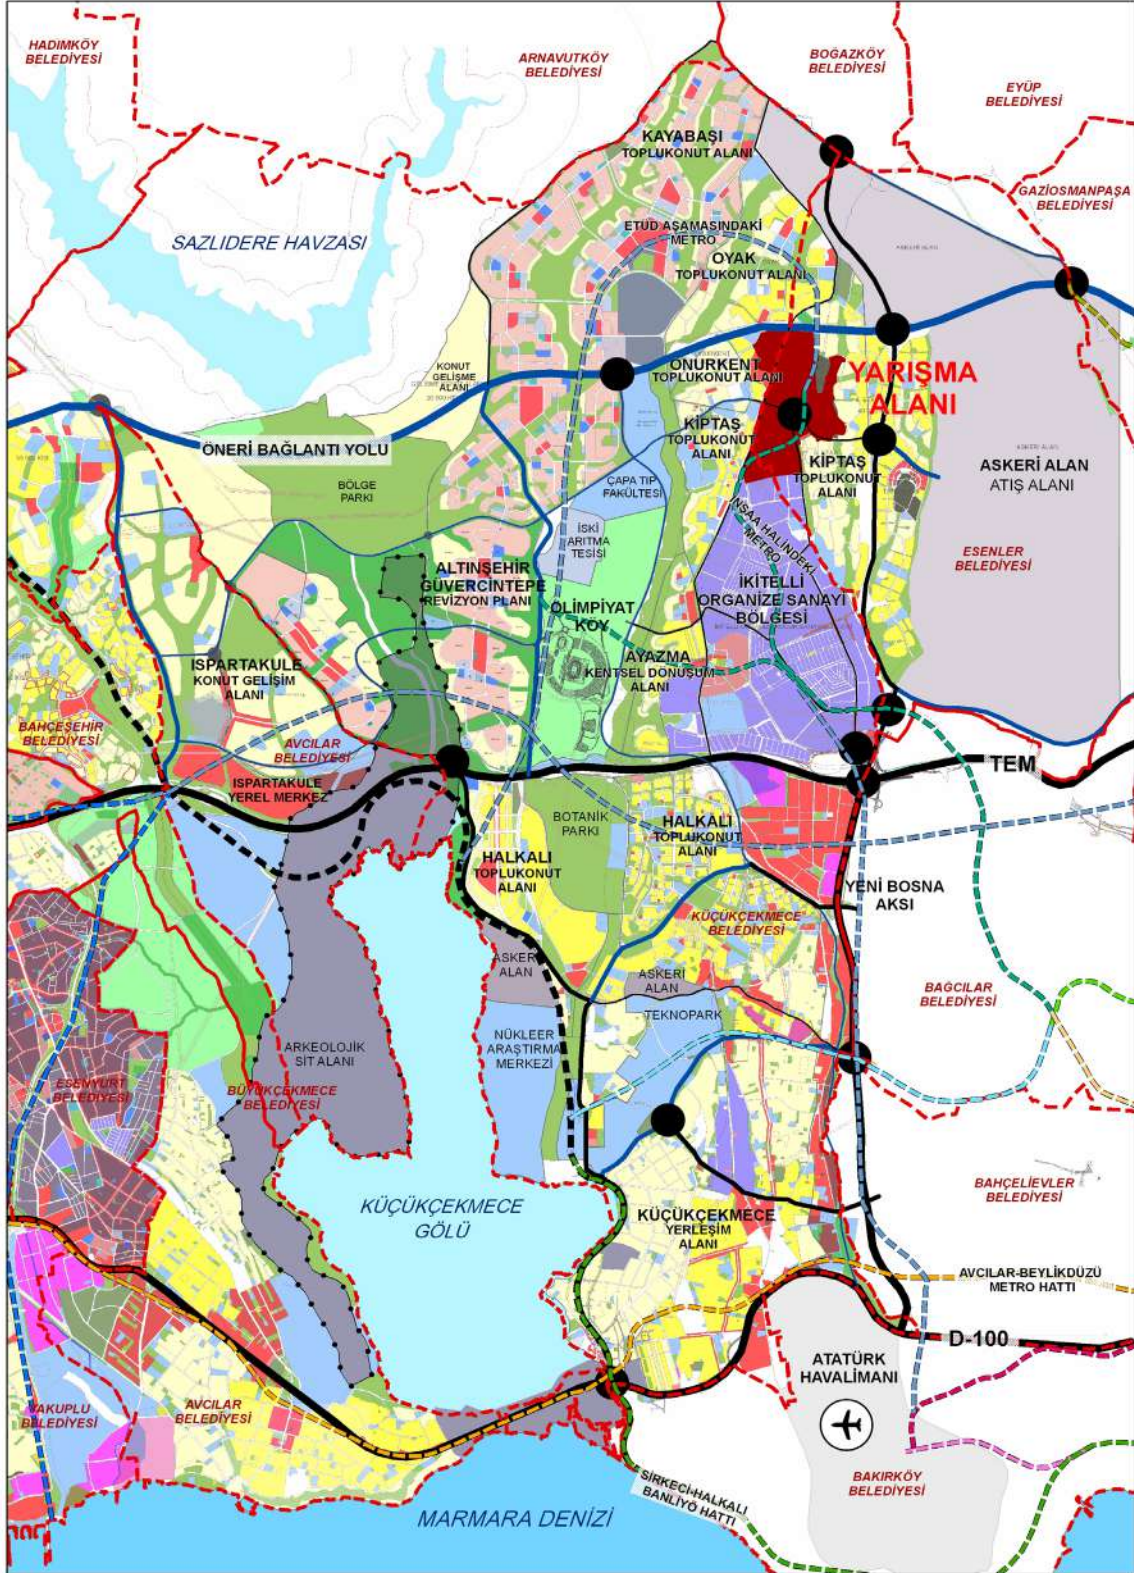 HADIMKÖY
BELEDİYESİ
ARNAVUTKÖY
BELEDİYESİ
BOĞAZKÖY
BELEDİYESİ
EYÜP
BELEDİYESİ
KAYABAŞI
TOPLUKONUT ALANI
GAZİOSMANPAŞA
BELEDİYESİ
SAZLIDERE HAVZASI
ETÜD AŞAMASINDAKİ
METRO
OYAK
TOPLUKONUT ALANI
ASKERİ ALAN
KONUT
GELİŞME
ALANI
ONURKENT
TOPLUKONUT ALANI
YARIŞMA
ALANI
ÖNERİ BAĞLANTI YOLU
KİPTAŞ
TOPLUKONUT
ALANI
KİPTAŞ
TOPLUKONUT
ALANI
ASKERİ ALAN
ASKERİ ALAN
ATIŞ ALANI
BÖLGE
PARKI
ÇAPA TIP
FAKÜLTESİ
İSKİ
ARITMA
TESİSİ
NŞAA HALİNDEKİ
METRO
ESENLER
BELEDİYESİ
ALTINŞEHİR
GÜVERCİNTEPE
REVİZYON PLANI
OLİMPİYAT
KÖY
İKİTELLİ
ORGANİZE SANAYİ
BÖLGESİ
ISPARTAKULE
KONUT GELİŞİM
ALANI
AYAZMA
KENTSEL DÖNÜŞÜM
ALANI
BAHÇEŞEHİR
BELEDİYESİ
AVCILAR
BELEDİYESİ
ISPARTAKULE
YEREL MERKEZ
TEM
BOTANİK
PARKI
HALKALI
TOPLUKONUT
ALANI
HALKALI
TOPLUKONUT
ALANI
YENİ BOSNA
AKSI
KÜÇÜKÇEKMECE
BELEDİYESİ
ASKERİ
ALAN
ASKERİ
ALAN
TEKNOPARK
BAĞCILAR
BELEDİYESİ
NÜKLEER
ARAŞTIRMA
MERKEZİ
ARKEOLOJİK
SİT ALANI
ESENYURT
BELEDİYESİ
BÜYÜKÇEKMECE
BELEDİYESİ
BAHÇELİEVLER
BELEDİYESİ
KÜÇÜKÇEKMECE
GÖLÜ
KÜÇÜKÇEKMECE
YERLEŞİM
ALANI
AVCILAR-BEYLİKDÜZÜ
METRO HATTI
D-100
ATATÜRK
HAVALİMANI
YAKUPLU
BELEDİYESİ
AVCILAR
BELEDİYESİ
BAKIRKÖY
BELEDİYESİ
SİRKECİ-HALKALI
BANLİYÖ HATTI
MARMARA DENİZİ